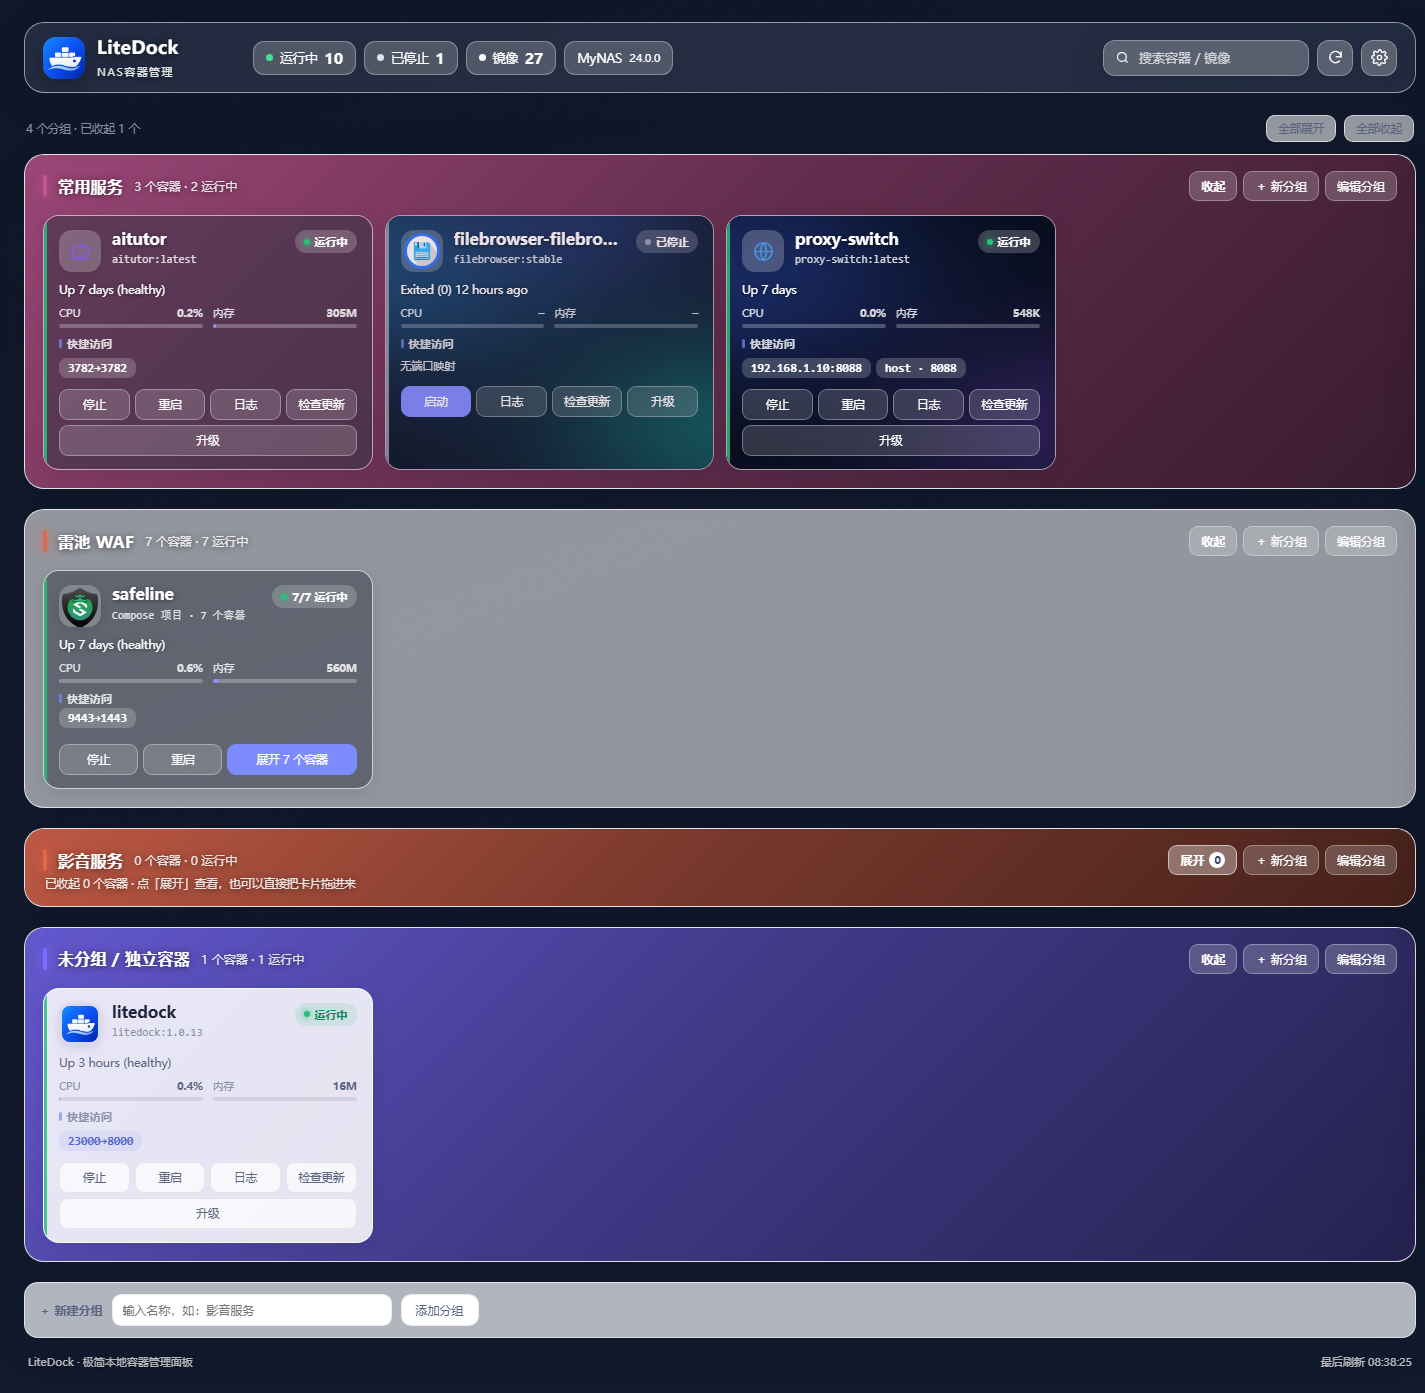 LiteDock
NAS容器管理
运行中 10
已停止 1
镜像 27
MyNAS 24.0.0
搜索容器 / 镜像
4 个分组 · 已收起 1 个
全部展开
全部收起
常用服务 3 个容器 · 2 运行中
收起
+ 新分组
编辑分组
aitutor
运行中
aitutor:latest
Up 7 days (healthy)
CPU 0.2% 内存 305M
快捷访问
3782→3782
停止 重启 日志 检查更新
升级
filebrowser-filebro...
已停止
filebrowser:stable
Exited (0) 12 hours ago
CPU – 内存 –
快捷访问
无端口映射
启动 日志 检查更新 升级
proxy-switch
运行中
proxy-switch:latest
Up 7 days
CPU 0.0% 内存 548K
快捷访问
192.168.1.10:8088 host · 8088
停止 重启 日志 检查更新
升级
雷池 WAF 7 个容器 · 7 运行中
收起
+ 新分组
编辑分组
safeline
7/7 运行中
Compose 项目 · 7 个容器
Up 7 days (healthy)
CPU 0.6% 内存 560M
快捷访问
9443→1443
停止 重启 展开 7 个容器
影音服务 0 个容器 · 0 运行中
展开 0
+ 新分组
编辑分组
已收起 0 个容器 · 点「展开」查看，也可以直接把卡片拖进来
未分组 / 独立容器 1 个容器 · 1 运行中
收起
+ 新分组
编辑分组
litedock
运行中
litedock:1.0.13
Up 3 hours (healthy)
CPU 0.4% 内存 16M
快捷访问
23000→8000
停止 重启 日志 检查更新
升级
+ 新建分组 输入名称，如：影音服务 添加分组
LiteDock · 极简本地容器管理面板
最后刷新 08:38:25